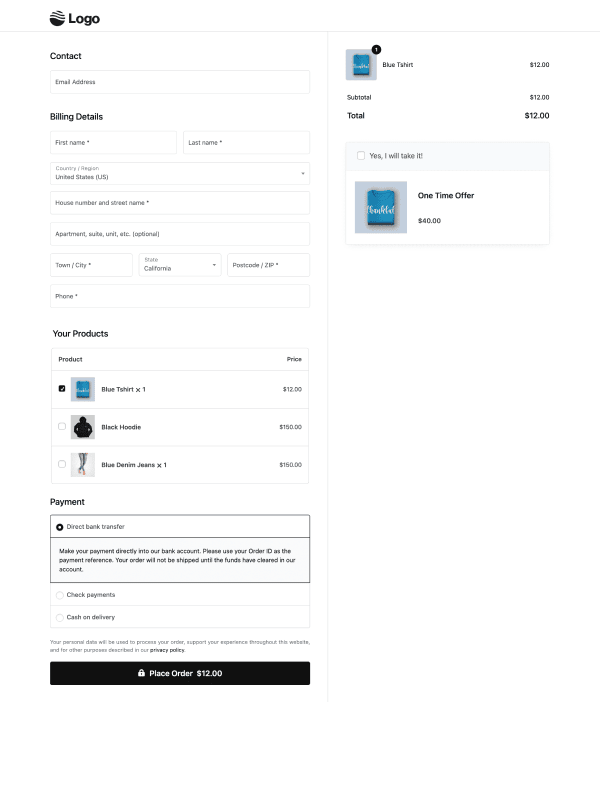 Logo
Contact
Email Address
Billing Details
First name *
Last name *
Country / Region
United States (US)
House number and street name *
Apartment, suite, unit, etc. (optional)
Town / City *
State
California
Postcode / ZIP *
Phone *
Your Products
Product Price
Blue Tshirt × 1 $12.00
Black Hoodie $150.00
Blue Denim Jeans × 1 $150.00
Payment
Direct bank transfer
Make your payment directly into our bank account. Please use your Order ID as the
payment reference. Your order will not be shipped until the funds have cleared in our
account.
Check payments
Cash on delivery
Your personal data will be used to process your order, support your experience throughout this website,
and for other purposes described in our privacy policy.
Place Order $12.00
1
Blue Tshirt $12.00
Subtotal $12.00
Total $12.00
Yes, I will take it!
Thankful
One Time Offer
$40.00